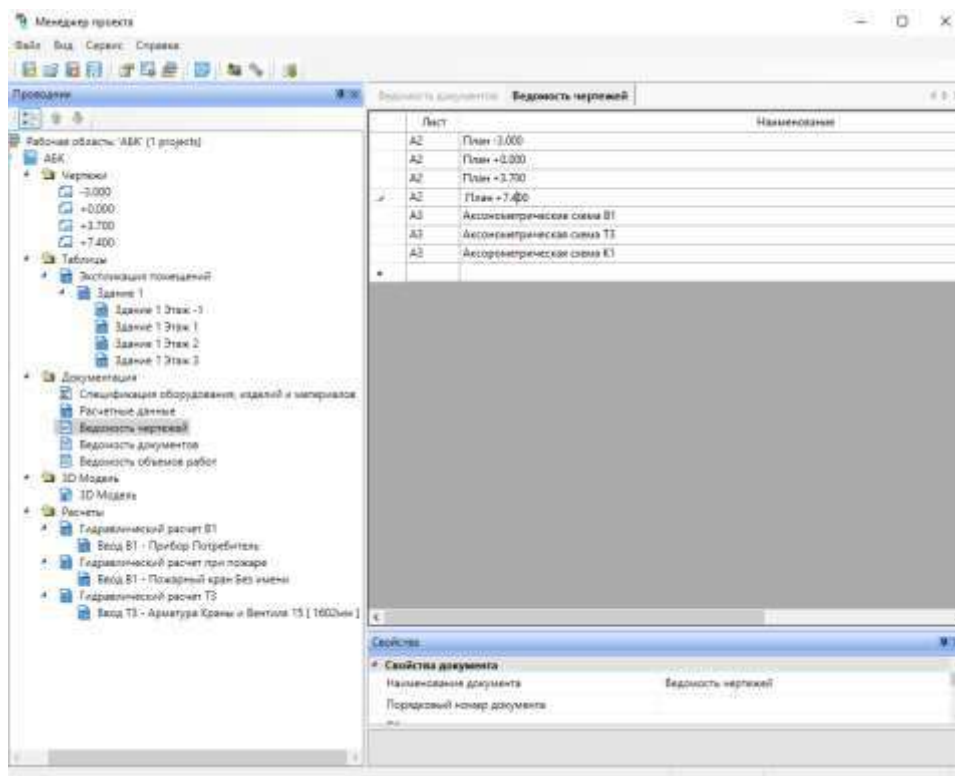 Менеджер проекта
Файл Вид Сервис Справка
Проводник
Рабочая область: 'АБК' (1 projects)
АБК
Чертежи
-3.000
+0.000
+3.700
+7.400
Таблицы
Экспликация помещений
Здание 1
Здание 1 Этаж -1
Здание 1 Этаж 1
Здание 1 Этаж 2
Здание 1 Этаж 3
Документация
Спецификация оборудования, изделий и материалов
Расчетные данные
Ведомость чертежей
Ведомость документов
Ведомость объемов работ
3D Модель
3D Модель
Расчеты
Гидравлический расчет В1
Ввод В1 - Прибор Потребитель
Гидравлический расчет при пожаре
Ввод В1 - Пожарный кран Без имени
Гидравлический расчет Т3
Ввод Т3 - Арматура Краны и Вентиля 15 [ 1602мм ]
Ведомость документов Ведомость чертежей
Лист Наименование
А2 План -3.000
А2 План +0.000
А2 План +3.700
А2 План +7.400
А3 Аксонометрическая схема В1
А3 Аксонометрическая схема Т3
А3 Аксорометрическая схема К1
Свойства
Свойства документа
Наименование документа Ведомость чертежей
Порядковый номер документа